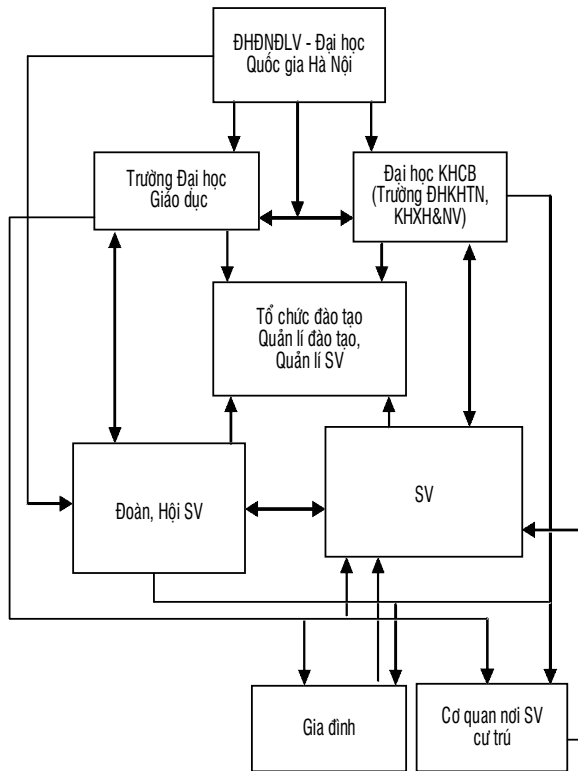 ĐHĐNĐLV - Đại học
Quốc gia Hà Nội
Trường Đại học
Giáo dục
Đại học KHCB
(Trường ĐHKHTN,
KHXH&NV)
Tổ chức đào tạo
Quản lí đào tạo,
Quản lí SV
Đoàn, Hội SV
SV
Gia đình
Cơ quan nơi SV
cư trú